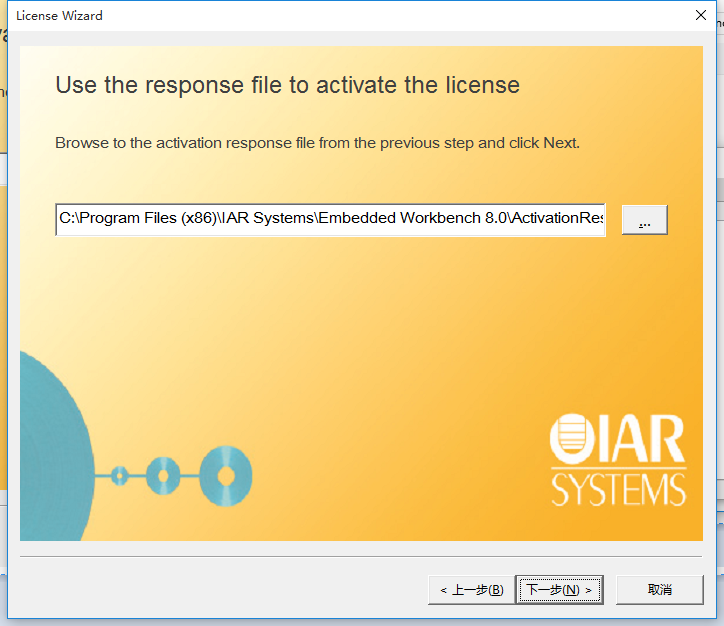 License Wizard
Use the response file to activate the license
Browse to the activation response file from the previous step and click Next.
C:\Program Files (x86)\IAR Systems\Embedded Workbench 8.0\ActivationRes
...
IAR
SYSTEMS
< 上一步(B)
下一步(N) >
取消